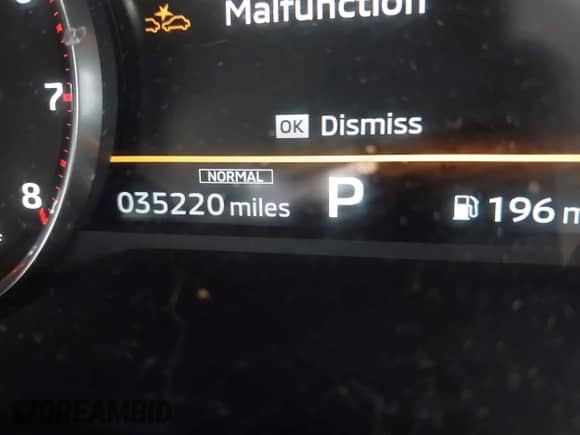 Malfunction
7
OK Dismiss
NORMAL
8
035220 miles P 196 m
DREAMBID